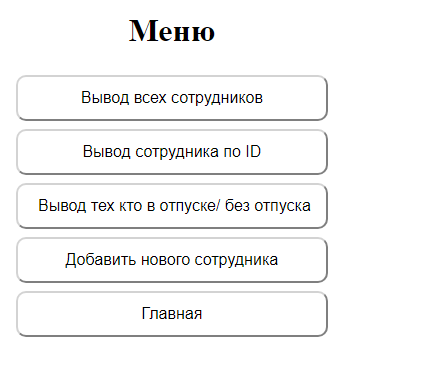 Меню
Вывод всех сотрудников
Вывод сотрудника по ID
Вывод тех кто в отпуске/ без отпуска
Добавить нового сотрудника
Главная